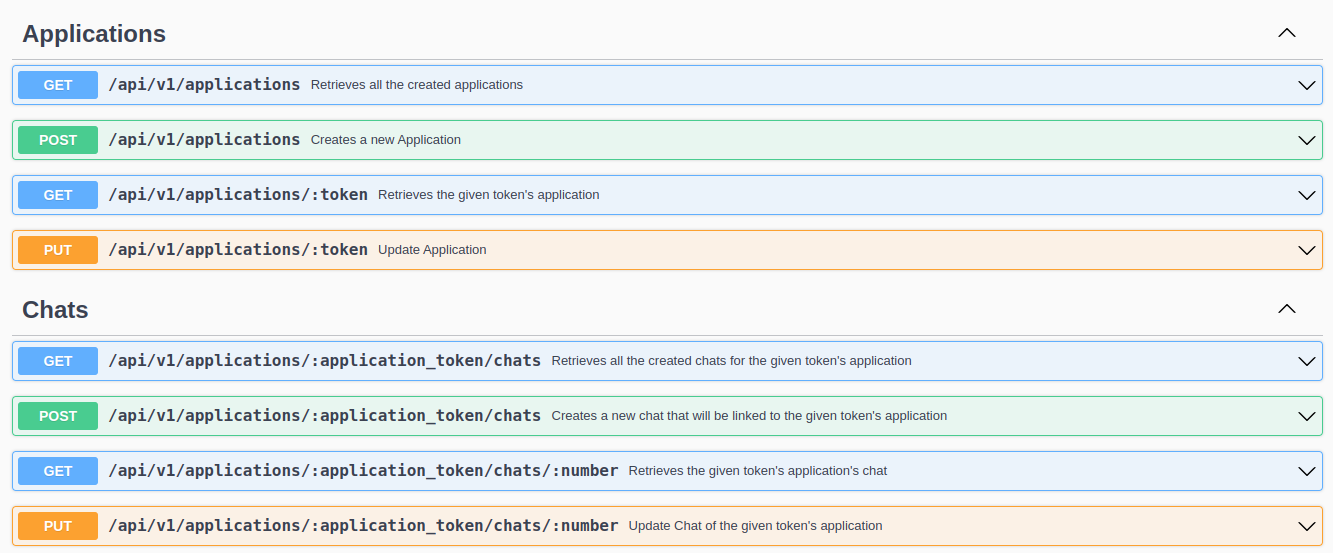 Applications
GET /api/v1/applications Retrieves all the created applications
POST /api/v1/applications Creates a new Application
GET /api/v1/applications/:token Retrieves the given token's application
PUT /api/v1/applications/:token Update Application
Chats
GET /api/v1/applications/:application_token/chats Retrieves all the created chats for the given token's application
POST /api/v1/applications/:application_token/chats Creates a new chat that will be linked to the given token's application
GET /api/v1/applications/:application_token/chats/:number Retrieves the given token's application's chat
PUT /api/v1/applications/:application_token/chats/:number Update Chat of the given token's application